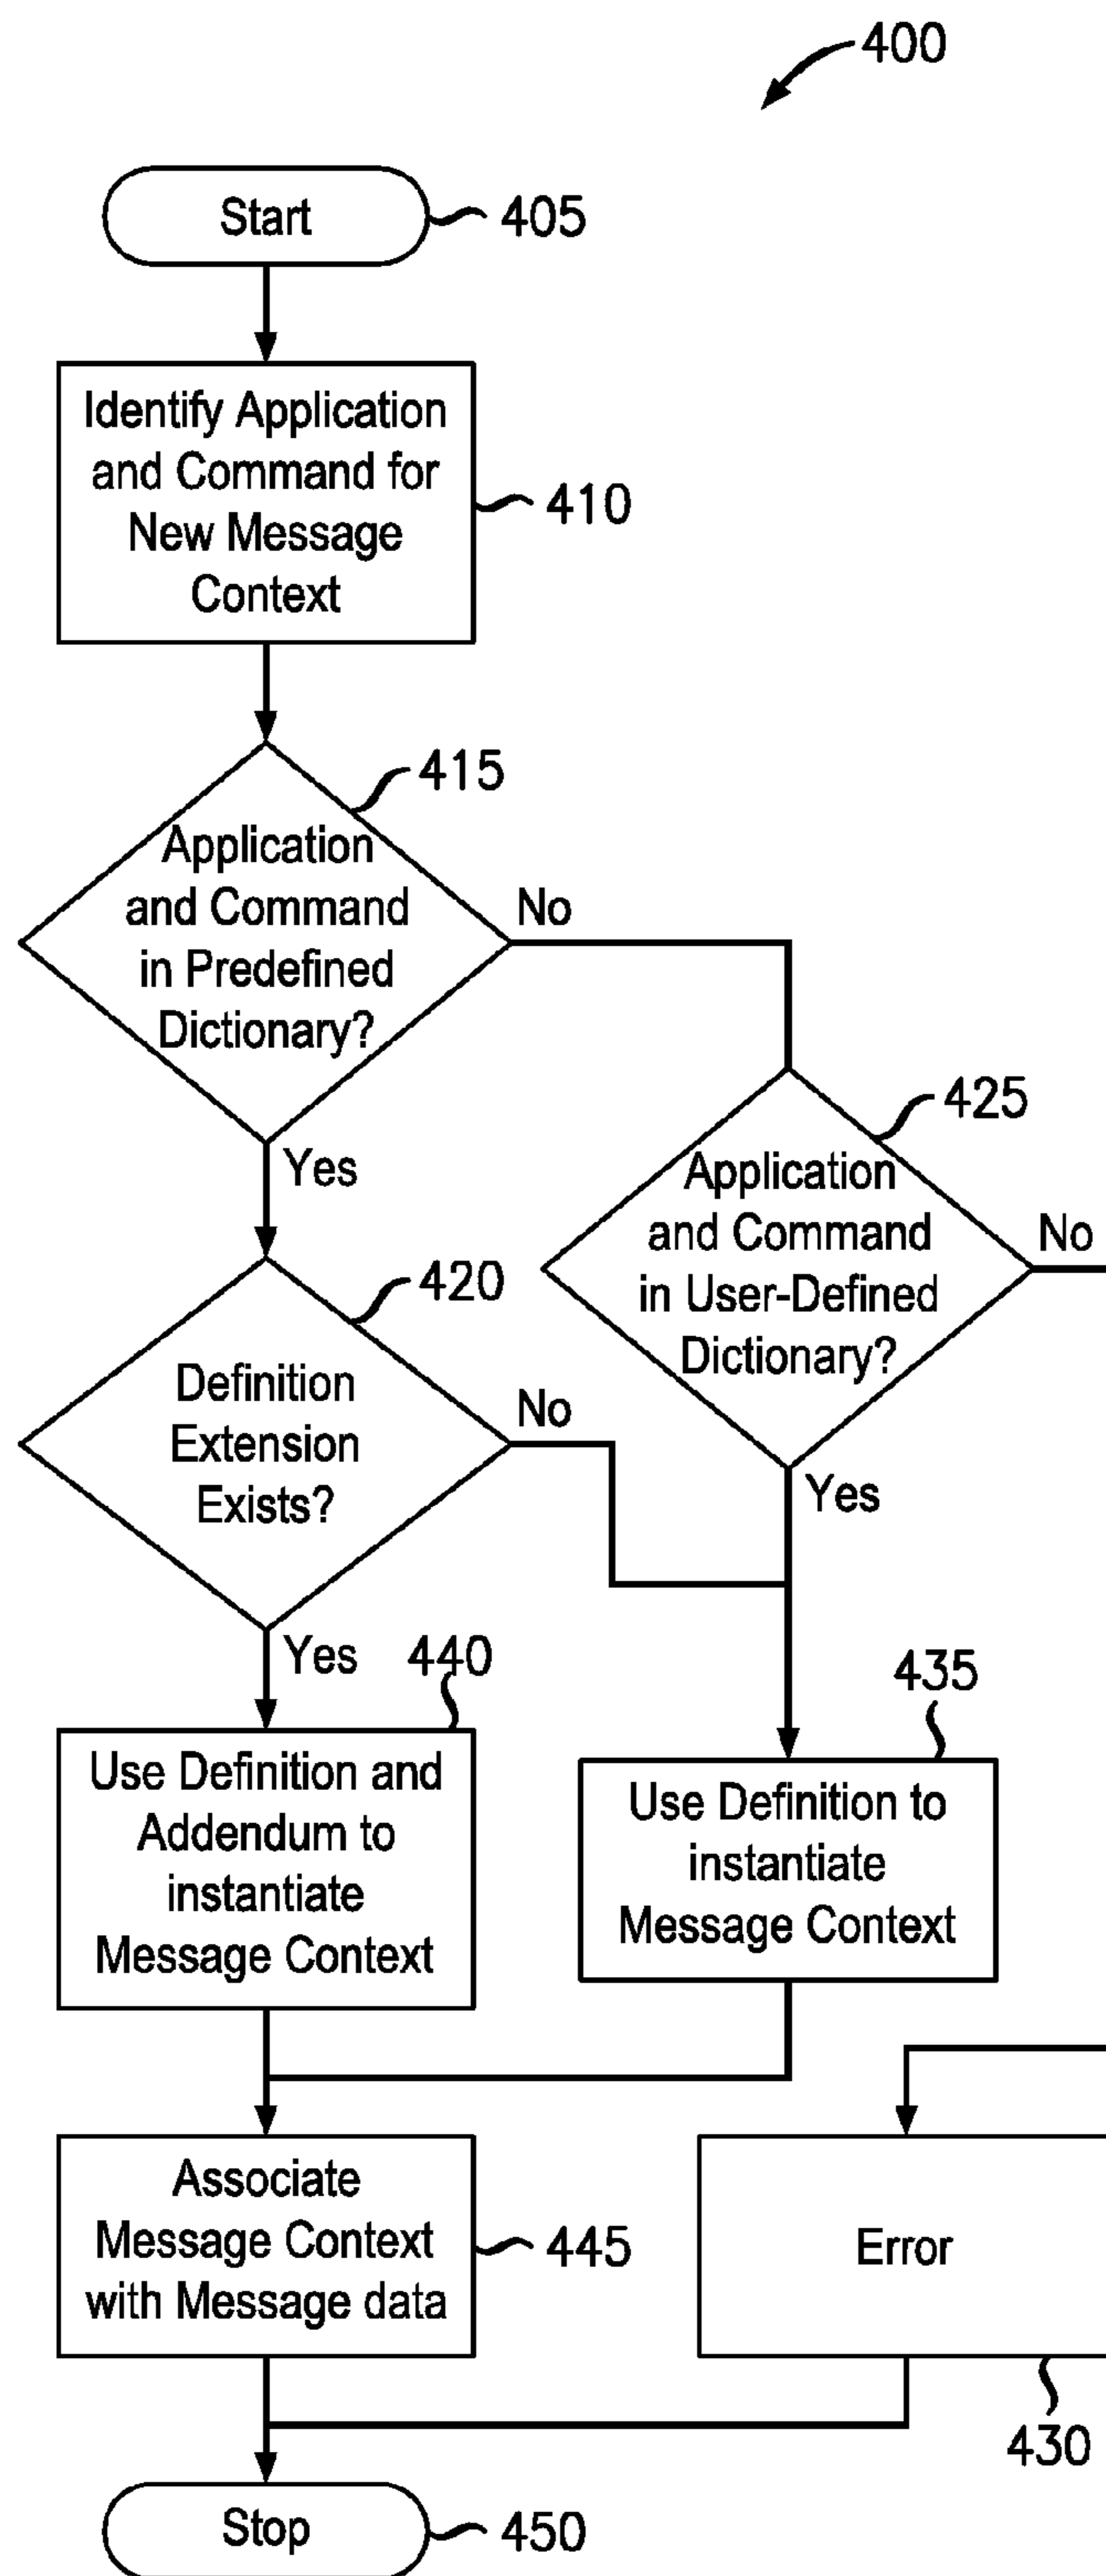 400
Start
405
Identify Application
and Command for
New Message
Context
410
415
Application
and Command
in Predefined
Dictionary?
No
Yes
425
Application
and Command
in User-Defined
Dictionary?
No
Yes
420
Definition
Extension
Exists?
No
Yes
440
Use Definition and
Addendum to
instantiate
Message Context
435
Use Definition to
instantiate
Message Context
Associate
Message Context
with Message data
445
Error
430
Stop
450